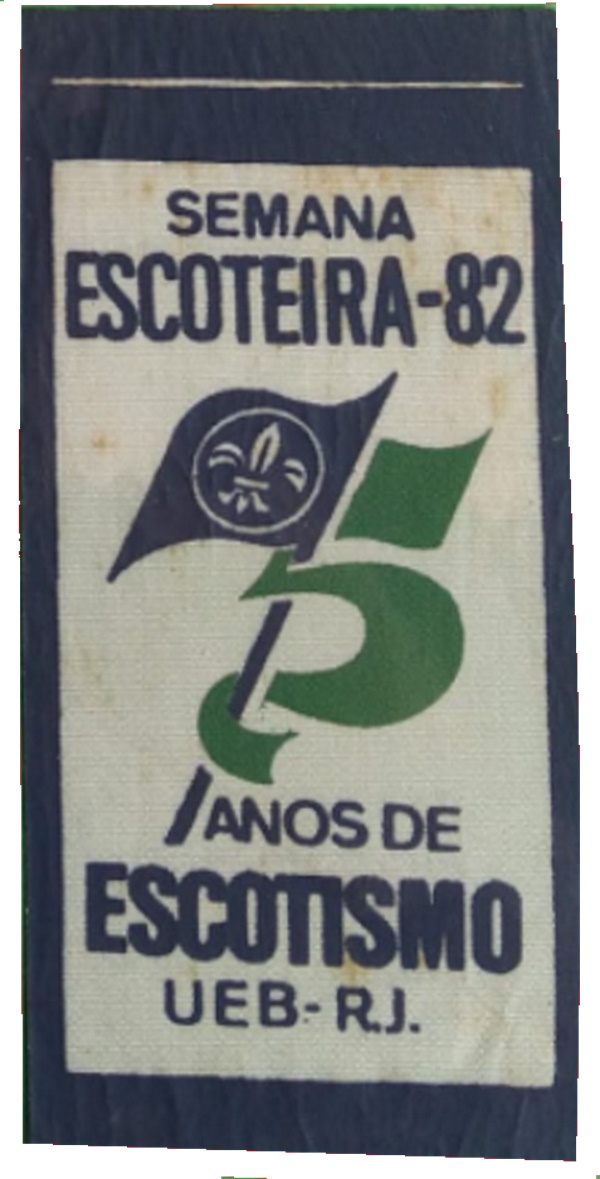 SEMANA
ESCOTEIRA-82
75
ANOS DE
ESCOTISMO
UEB-R.J.